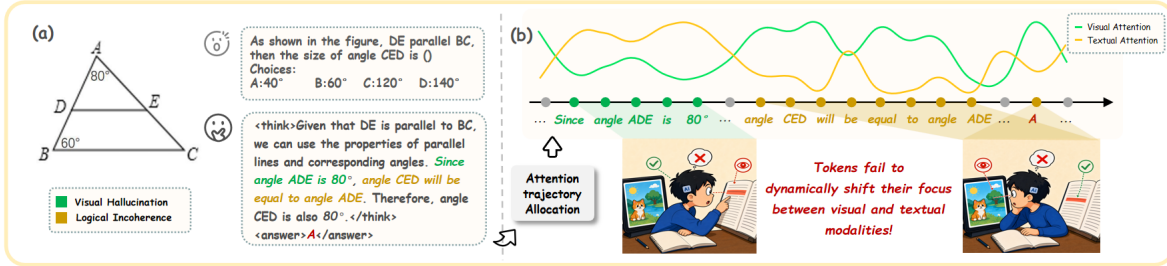 (a)
A
80°
D
E
60°
B
C
Visual Hallucination
Logical Incoherence
As shown in the figure, DE parallel BC,
then the size of angle CED is ()
Choices:
A:40° B:60° C:120° D:140°
<think>Given that DE is parallel to BC,
we can use the properties of parallel
lines and corresponding angles. Since
angle ADE is 80°, angle CED will be
equal to angle ADE. Therefore, angle
CED is also 80°.</think>
<answer>A</answer>
(b)
Visual Attention
Textual Attention
... Since angle ADE is 80° ... angle CED will be equal to angle ADE ... A ...
Attention
trajectory
Allocation
Tokens fail to
dynamically shift their focus
between visual and textual
modalities!